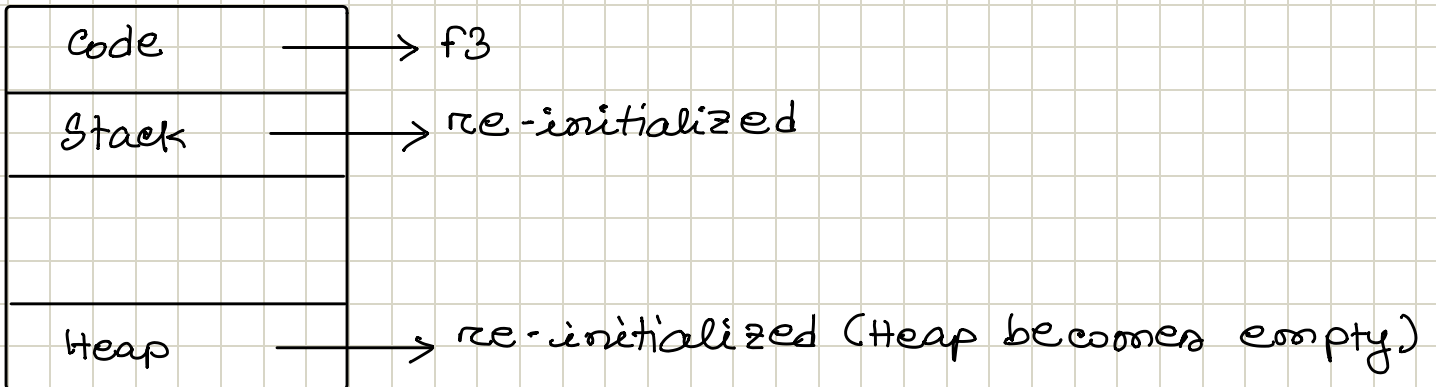 Code → f3
Stack → re-initialized
Heap → re-initialized (Heap becomes empty)